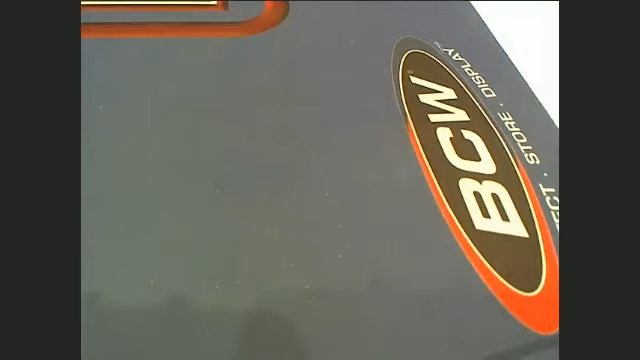 BCW
ECT · STORE · DISPLAY